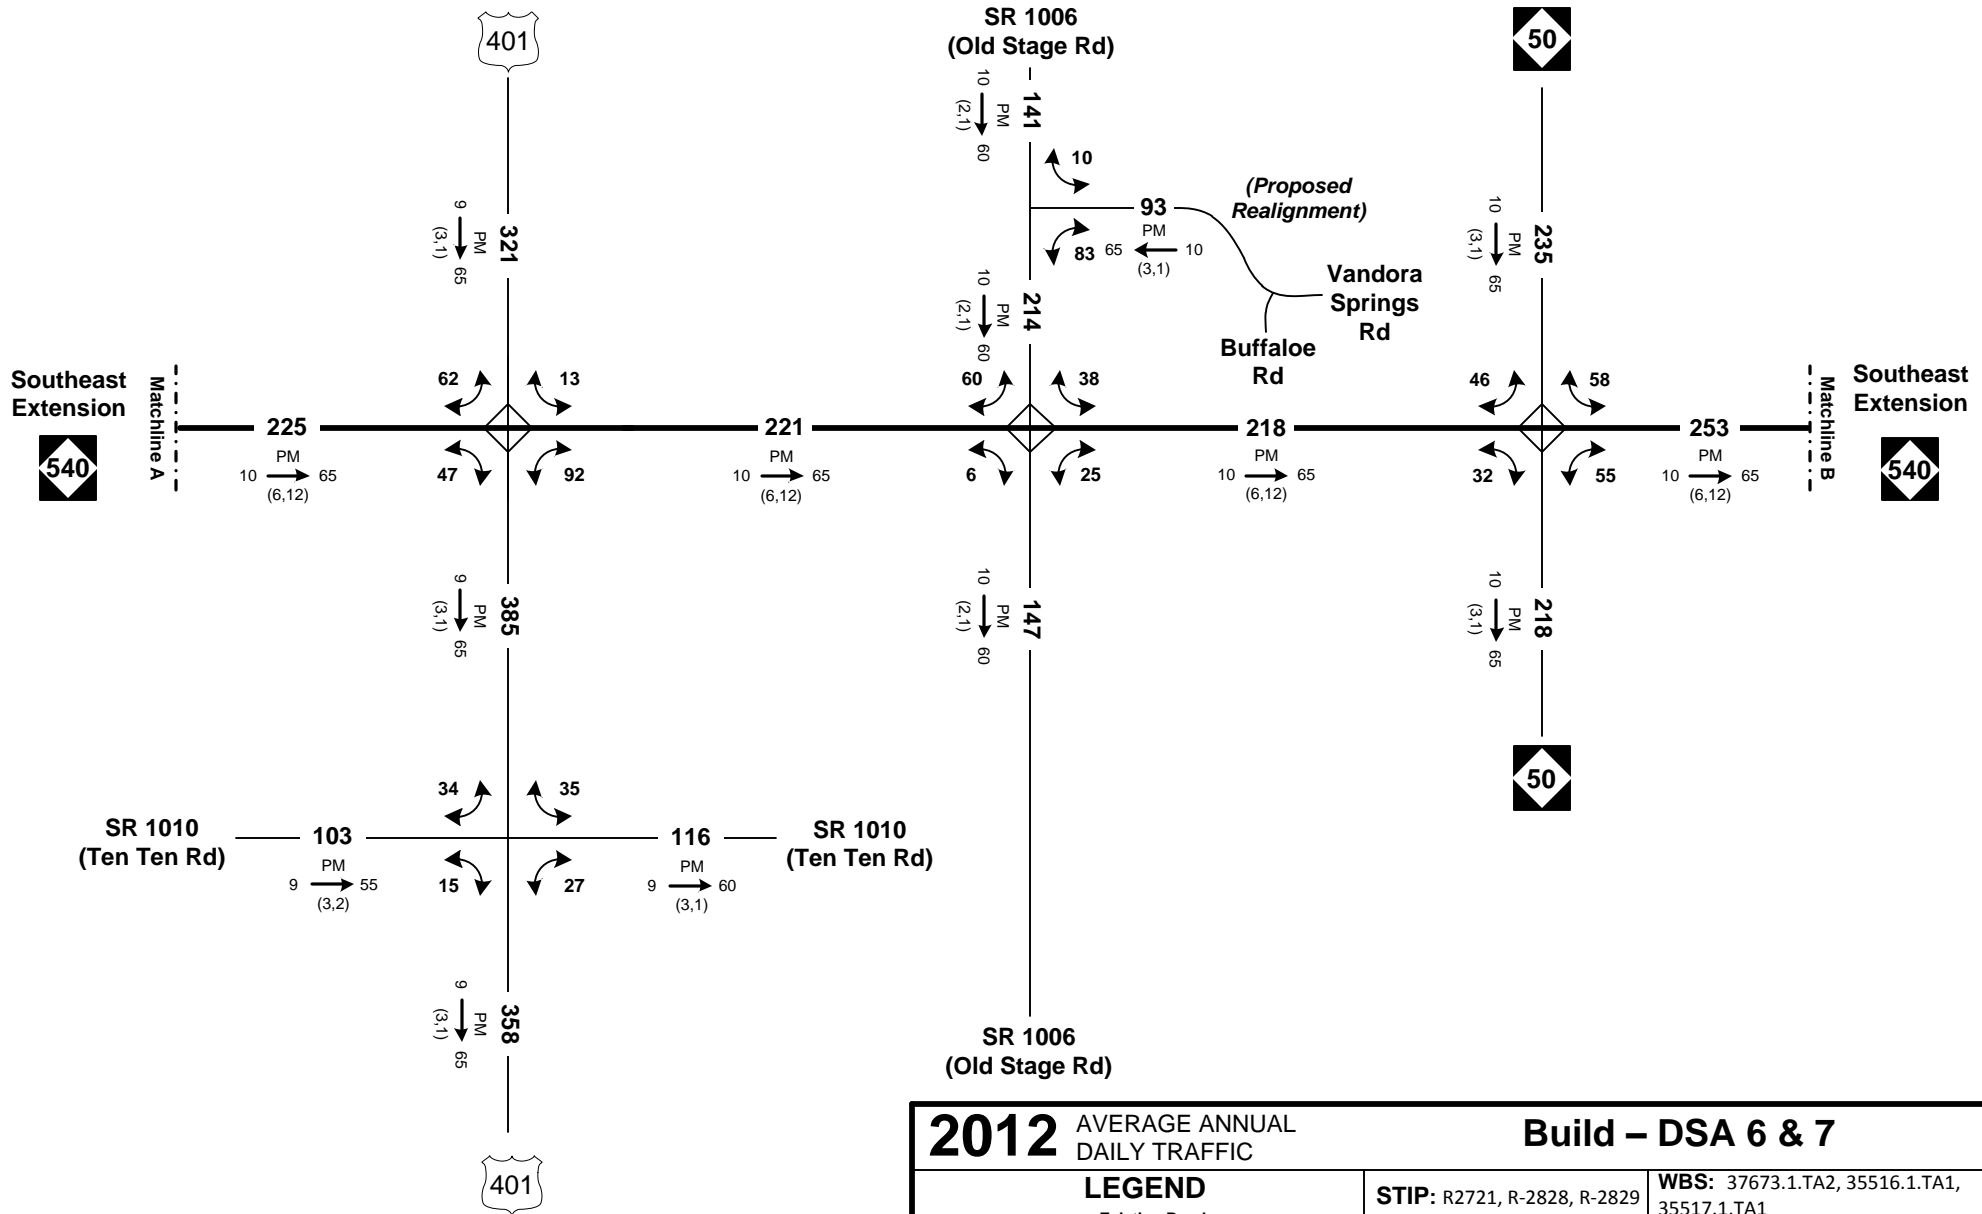 401
SR 1006
(Old Stage Rd)
50
10
(2,1)
60
PM
141
10
(Proposed
Realignment)
93
PM
65
10
(3,1)
83
9
(3,1)
65
PM
321
10
(3,1)
65
PM
235
10
(2,1)
60
PM
214
Vandora
Springs
Rd
Buffaloe
Rd
Southeast
Extension
540
Matchline A
225
PM
10
65
(6,12)
62
13
47
92
221
PM
10
65
(6,12)
60
38
6
25
218
PM
10
65
(6,12)
46
58
32
55
253
PM
10
65
(6,12)
Matchline B
Southeast
Extension
540
9
(3,1)
65
PM
385
10
(2,1)
60
PM
147
10
(3,1)
65
PM
218
50
SR 1010
(Ten Ten Rd)
103
PM
9
55
(3,2)
34
35
15
27
116
PM
9
60
(3,1)
SR 1010
(Ten Ten Rd)
9
(3,1)
65
PM
358
SR 1006
(Old Stage Rd)
401
2012 AVERAGE ANNUAL
DAILY TRAFFIC
Build – DSA 6 & 7
LEGEND
STIP: R2721, R-2828, R-2829
WBS: 37673.1.TA2, 35516.1.TA1,
35517.1.TA1